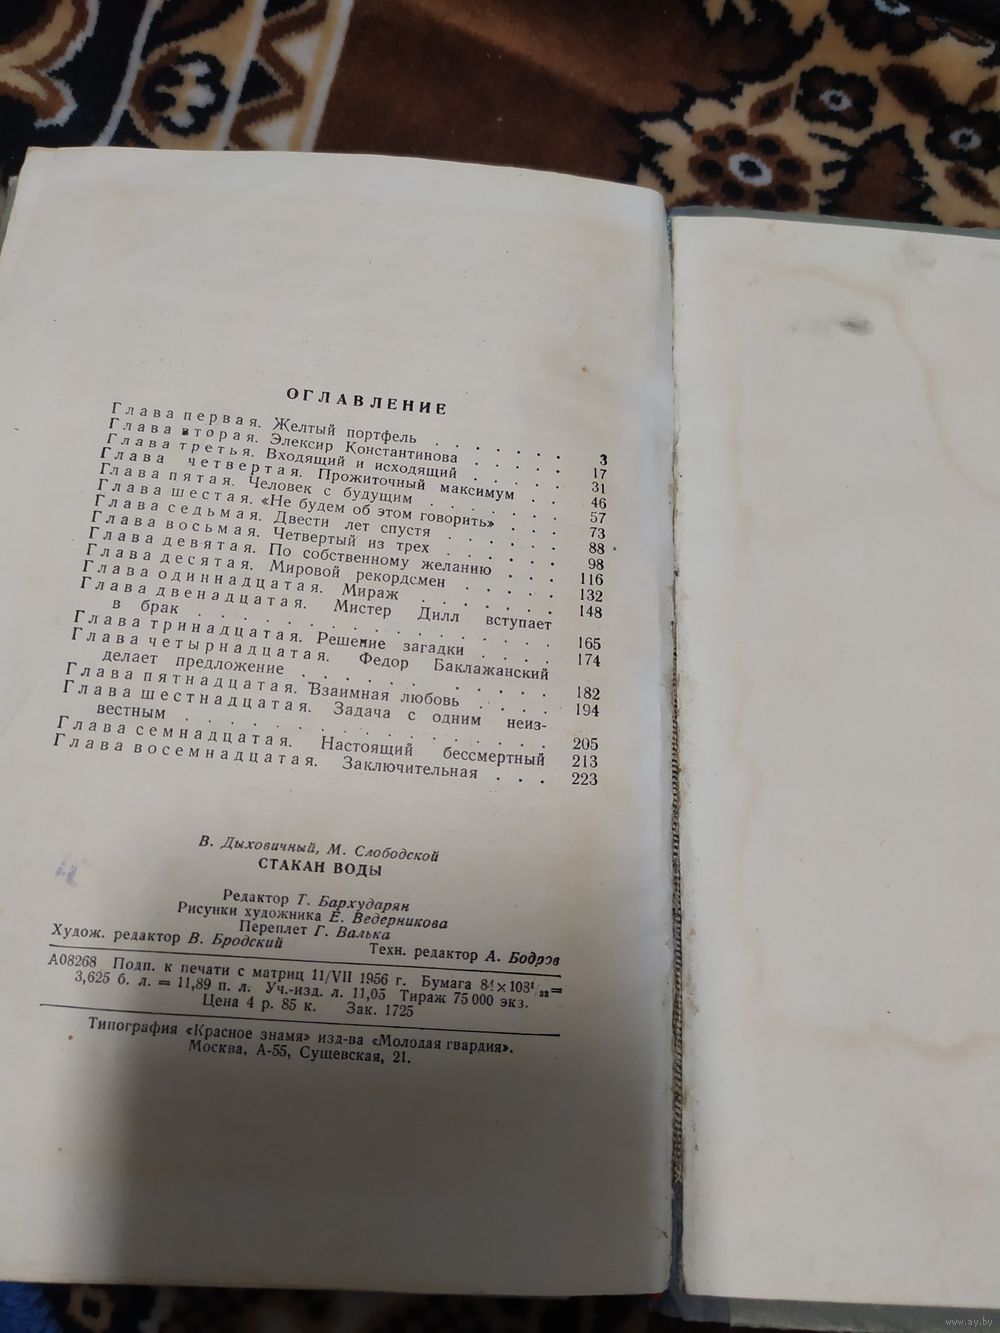 ОГЛАВЛЕНИЕ
Глава первая. Желтый портфель . . . . . . 3
Глава вторая. Элексир Константинова . . . . . 17
Глава третья. Входящий и исходящий . . . . . 31
Глава четвертая. Прожиточный максимум . . 46
Глава пятая. Человек с будущим . . . . . . . 57
Глава шестая. «Не будем об этом говорить» . . . 73
Глава седьмая. Двести лет спустя . . . . . . 88
Глава восьмая. Четвертый из трех . . . . . . 98
Глава девятая. По собственному желанию . . . 116
Глава десятая. Мировой рекордсмен . . . . . 132
Глава одиннадцатая. Мираж . . . . . . . 148
Глава двенадцатая. Мистер Дилл вступает
в брак . . . . . . . . . . . . . . 165
Глава тринадцатая. Решение загадки . . . . 174
Глава четырнадцатая. Федор Баклажанский
делает предложение . . . . . . . . . . 182
Глава пятнадцатая. Взаимная любовь . . . . 194
Глава шестнадцатая. Задача с одним неиз-
вестным . . . . . . . . . . . . . . 205
Глава семнадцатая. Настоящий бессмертный 213
Глава восемнадцатая. Заключительная . . . 223
В. Дыховичный, М. Слободской
СТАКАН ВОДЫ
Редактор Т. Бархударян
Рисунки художника Е. Ведерникова
Переплет Г. Валька
Худож. редактор В. Бродский Техн. редактор А. Бодров
А08268 Подп. к печати с матриц 11/VII 1956 г. Бумага 84×108¹/₃₂=
3,625 б. л. = 11,89 п. л. Уч.-изд. л. 11,05 Тираж 75 000 экз.
Цена 4 р. 85 к. Зак. 1725
Типография «Красное знамя» изд-ва «Молодая гвардия».
Москва, А-55, Сущевская, 21.
www.ay.by